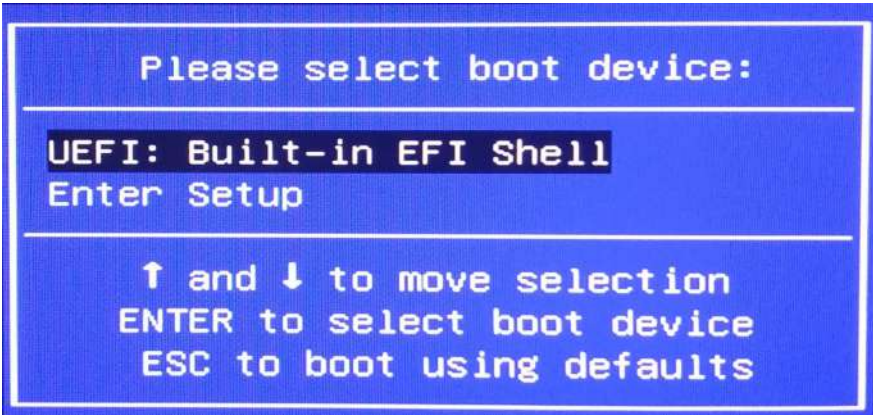 Please select boot device:
UEFI: Built-in EFI Shell
Enter Setup
↑ and ↓ to move selection
ENTER to select boot device
ESC to boot using defaults